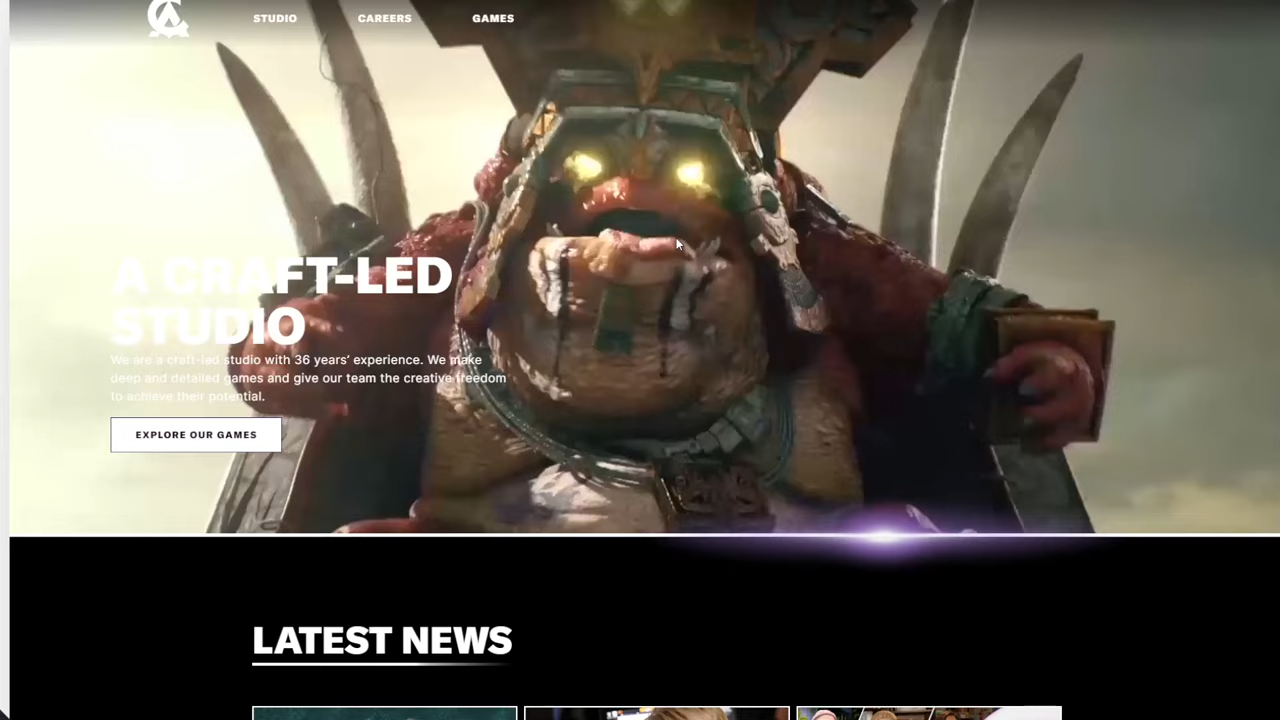 STUDIO CAREERS GAMES
A CRAFT-LED
STUDIO
We are a craft-led studio with 36 years’ experience. We make
deep and detailed games and give our team the creative freedom
to achieve their potential.
EXPLORE OUR GAMES
LATEST NEWS